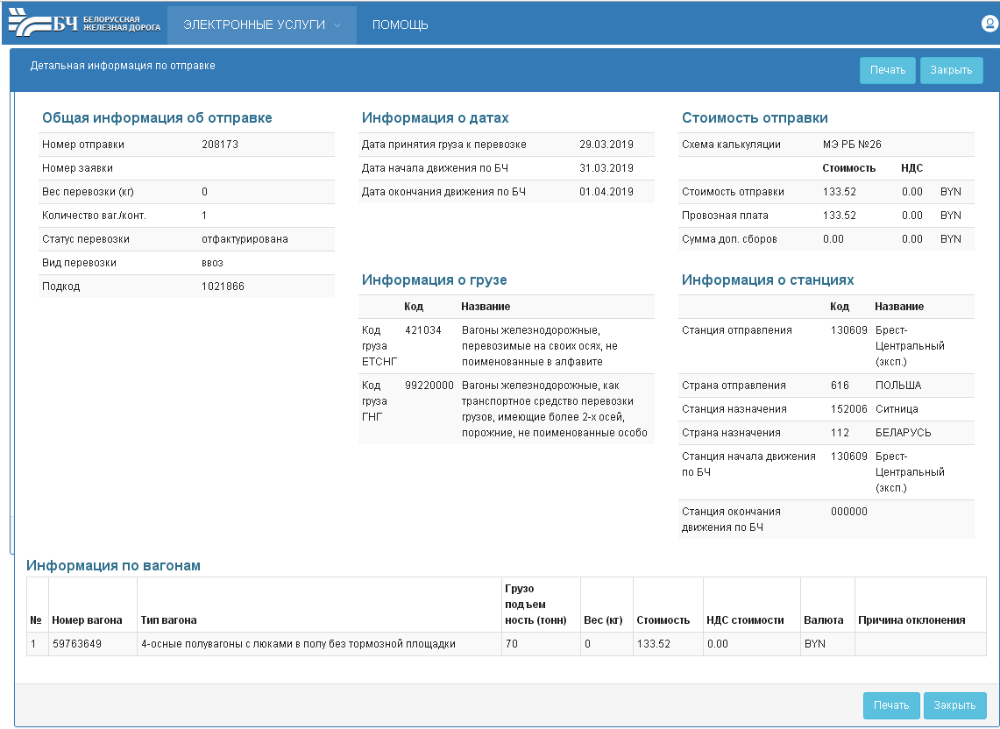 БЧ БЕЛОРУССКАЯ ЖЕЛЕЗНАЯ ДОРОГА ЭЛЕКТРОННЫЕ УСЛУГИ ПОМОЩЬ
Детальная информация по отправке Печать Закрыть
Общая информация об отправке
Номер отправки 208173
Номер заявки
Вес перевозки (кг) 0
Количество ваг./конт. 1
Статус перевозки отфактурирована
Вид перевозки ввоз
Подкод 1021866
Информация о датах
Дата принятия груза к перевозке 29.03.2019
Дата начала движения по БЧ 31.03.2019
Дата окончания движения по БЧ 01.04.2019
Стоимость отправки
Схема калькуляции МЭ РБ №26
Стоимость НДС
Стоимость отправки 133.52 0.00 BYN
Провозная плата 133.52 0.00 BYN
Сумма доп. сборов 0.00 0.00 BYN
Информация о грузе
Код Название
Код 421034 Вагоны железнодорожные,
груза перевозимые на своих осях, не
ЕТСНГ поименованные в алфавите
Код 99220000 Вагоны железнодорожные, как
груза транспортное средство перевозки
ГНГ грузов, имеющие более 2-х осей,
порожние, не поименованные особо
Информация о станциях
Код Название
Станция отправления 130609 Брест-
Центральный
(эксп.)
Страна отправления 616 ПОЛЬША
Станция назначения 152006 Ситница
Страна назначения 112 БЕЛАРУСЬ
Станция начала движения 130609 Брест-
по БЧ Центральный
(эксп.)
Станция окончания 000000
движения по БЧ
Информация по вагонам
Грузо
подъем
№ Номер вагона Тип вагона ность (тонн) Вес (кг) Стоимость НДС стоимости Валюта Причина отклонения
1 59763649 4-осные полувагоны с люками в полу без тормозной площадки 70 0 133.52 0.00 BYN
Печать Закрыть